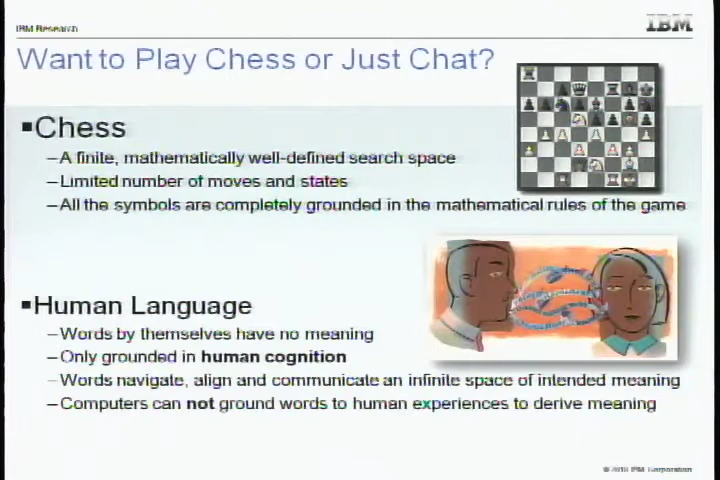 IBM Research
IBM
Want to Play Chess or Just Chat?
▪Chess
–A finite, mathematically well-defined search space
–Limited number of moves and states
–All the symbols are completely grounded in the mathematical rules of the game
▪Human Language
–Words by themselves have no meaning
–Only grounded in human cognition
–Words navigate, align and communicate an infinite space of intended meaning
–Computers can not ground words to human experiences to derive meaning
IBM Corporation